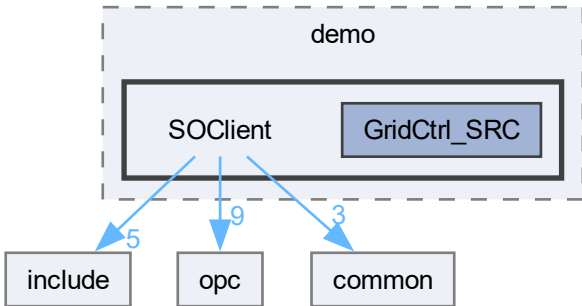 demo
SOClient
GridCtrl_SRC
5
9
3
include
opc
common